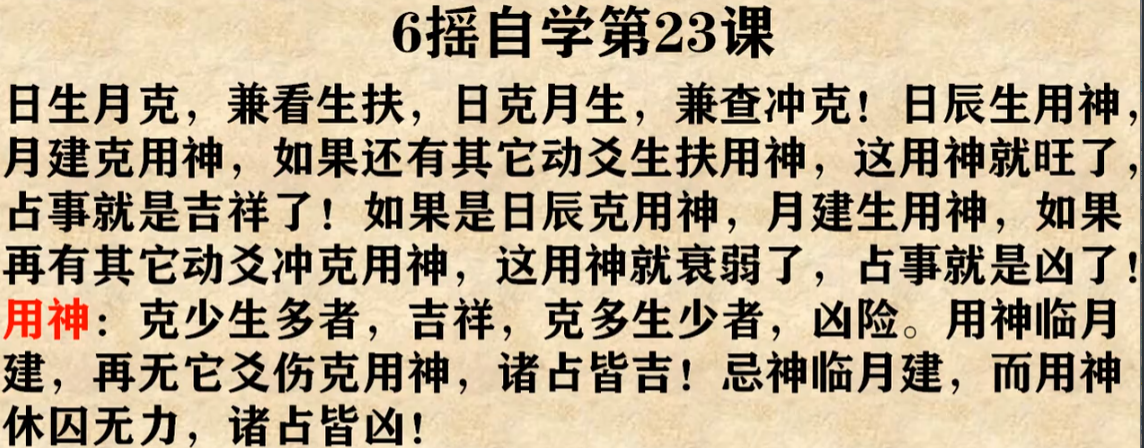 6摇自学第23课
日生月克，兼看生扶，日克月生，兼查冲克！日辰生用神，
月建克用神，如果还有其它动爻生扶用神，这用神就旺了，
占事就是吉祥了！如果是日辰克用神，月建生用神，如果
再有其它动爻冲克用神，这用神就衰弱了，占事就是凶了！
用神：克少生多者，吉祥，克多生少者，凶险。用神临月
建，再无它爻伤克用神，诸占皆吉！忌神临月建，而用神
休囚无力，诸占皆凶！